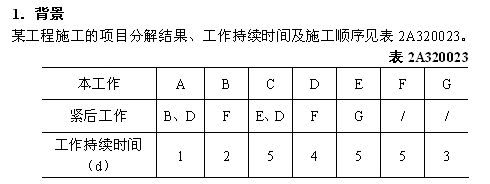 1．背景
某工程施工的项目分解结果、工作持续时间及施工顺序见表 2A320023。
表 2A320023
本工作 A B C D E F G
紧后工作 B、D F E、D F G / /
工作持续时间（d） 1 2 5 4 5 5 3